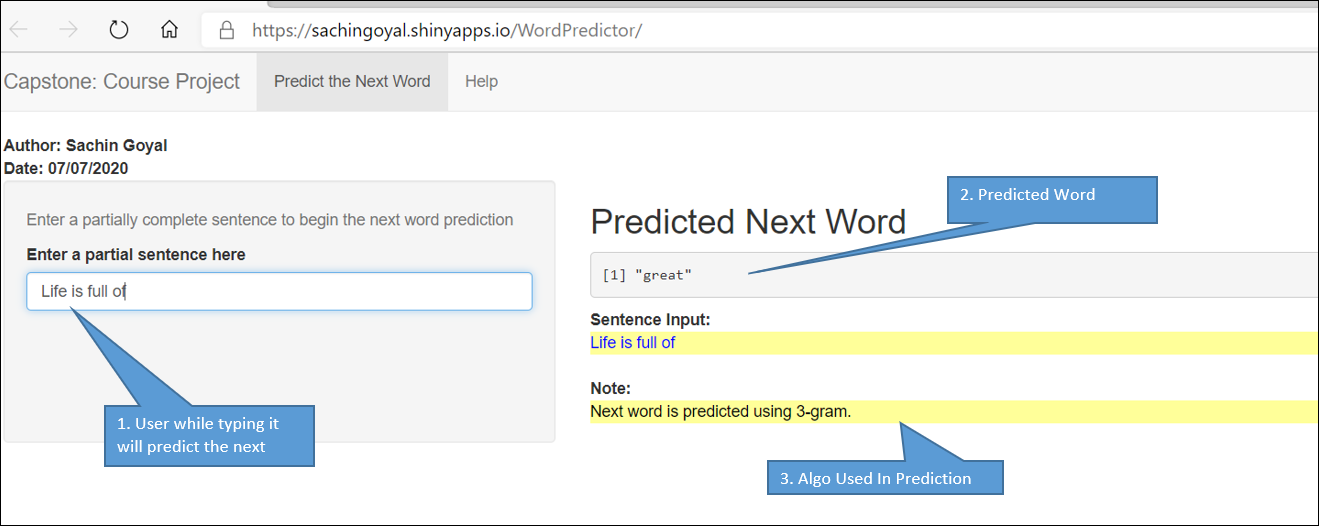 https://sachingoyal.shinyapps.io/WordPredictor/
Capstone: Course Project Predict the Next Word Help
Author: Sachin Goyal
Date: 07/07/2020
Enter a partially complete sentence to begin the next word prediction
Enter a partial sentence here
Life is full of
1. User while typing it
will predict the next
2. Predicted Word
Predicted Next Word
[1] "great"
Sentence Input:
Life is full of
Note:
Next word is predicted using 3-gram.
3. Algo Used In Prediction